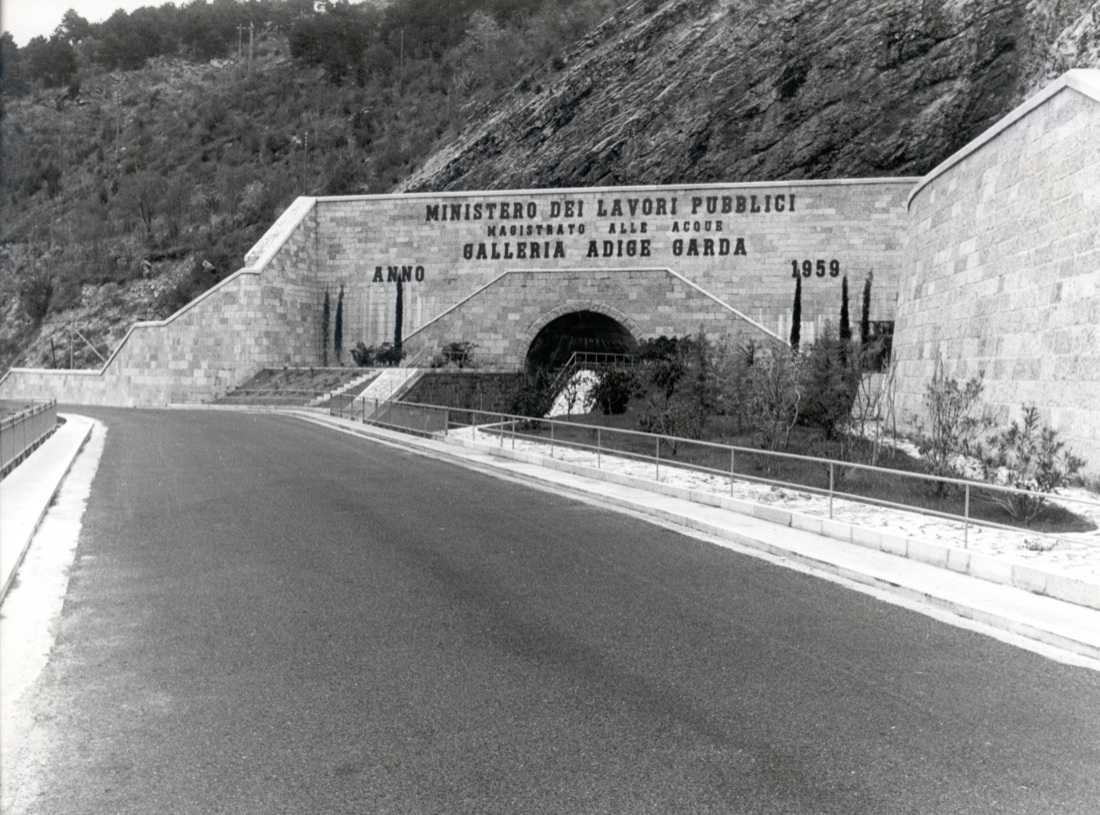 MINISTERO DEI LAVORI PUBBLICI
MAGISTRATO ALLE ACQUE
GALLERIA ADIGE GARDA
ANNO 1959